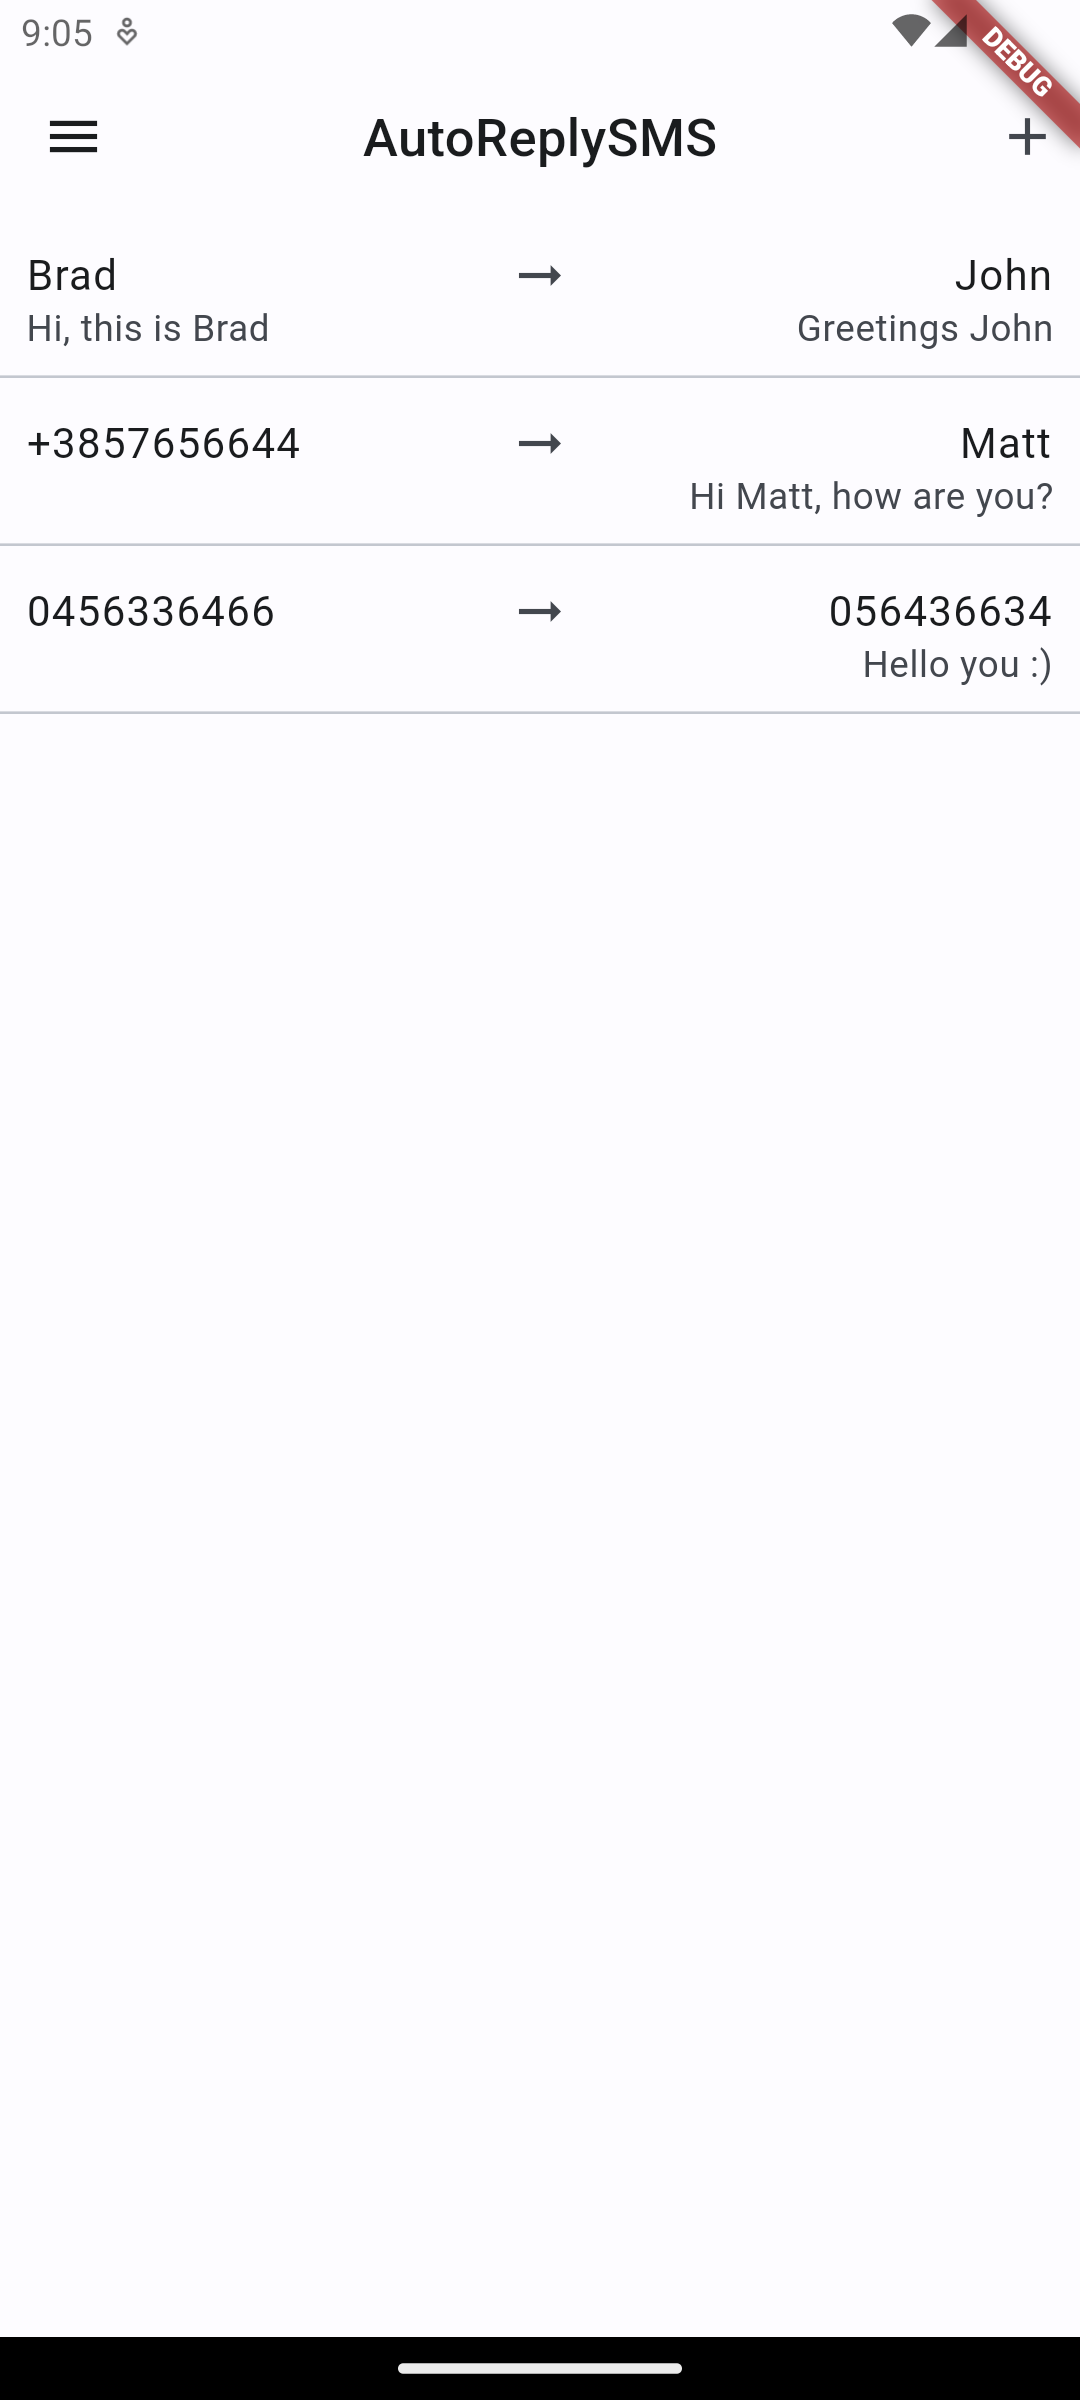 9:05
DEBUG
AutoReplySMS
Brad → John
Hi, this is Brad Greetings John
+3857656644 → Matt
Hi Matt, how are you?
0456336466 → 056436634
Hello you :)